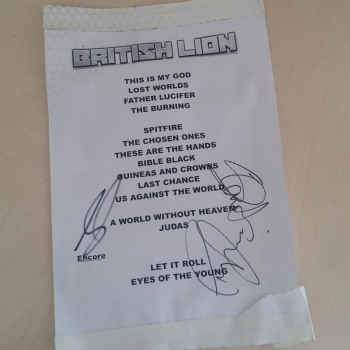 BRITISH LION
THIS IS MY GOD
LOST WORLDS
FATHER LUCIFER
THE BURNING
SPITFIRE
THE CHOSEN ONES
THESE ARE THE HANDS
BIBLE BLACK
GUINEAS AND CROWNS
LAST CHANCE
US AGAINST THE WORLD
A WORLD WITHOUT HEAVEN
JUDAS
Encore
LET IT ROLL
EYES OF THE YOUNG